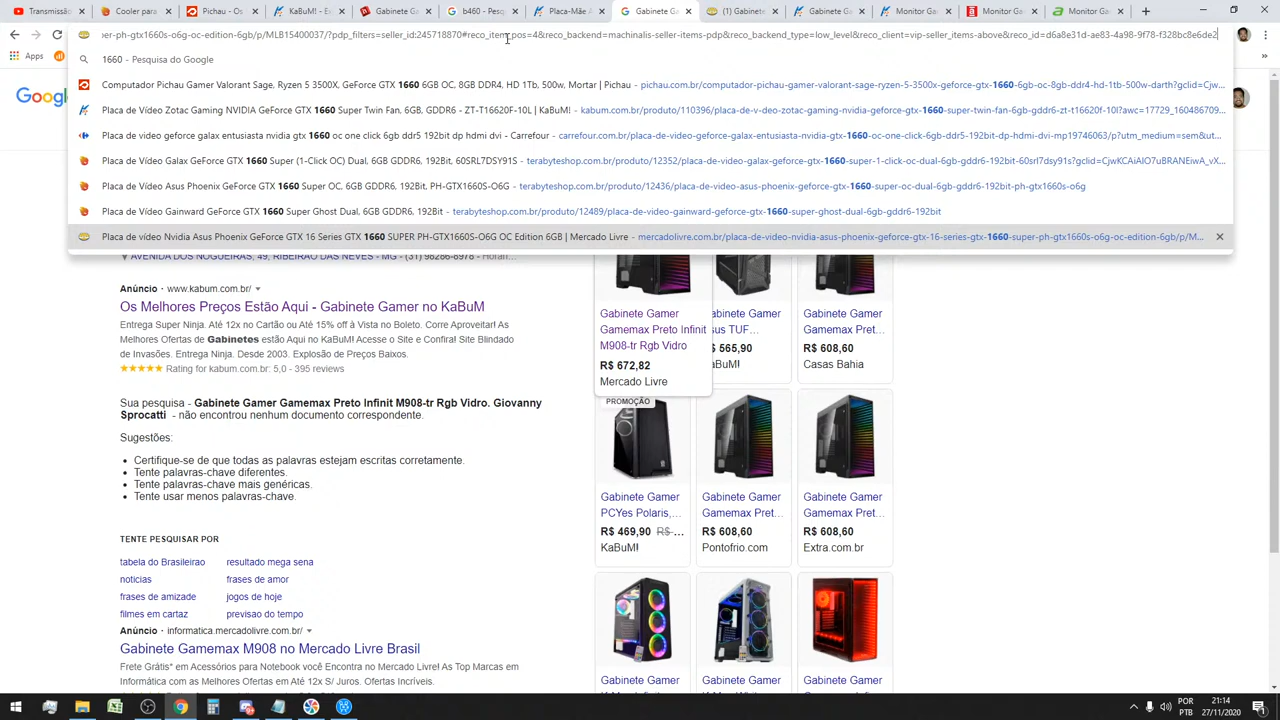 Transmissão
Cooler para
Pichau - Os
KaBuM! - E
Gabinete G
b460 - Pesq
Placa-Mãe A
Gabinete G
(1) Gabinet
Gabinete G
Monitor Ga
Monitor Ga
Monitor Ga
er-ph-gtx1660s-o6g-oc-edition-6gb/p/MLB15400037/?pdp_filters=seller_id:245718870#reco_item_pos=4&reco_backend=machinalis-seller-items-pdp&reco_backend_type=low_level&reco_client=vip-seller_items-above&reco_id=d6a8e31d-ae83-4a98-9f78-f328bc6e6de2
Apps
1660 - Pesquisa do Google
Computador Pichau Gamer Valorant Sage, Ryzen 5 3500X, GeForce GTX 1660 6GB OC, 8GB DDR4, HD 1Tb, 500w, Mortar | Pichau - pichau.com.br/computador-pichau-gamer-valorant-sage-ryzen-5-3500x-geforce-gtx-1660-6gb-oc-8gb-ddr4-hd-1tb-500w-darth?gclid=Cjw...
Placa de Vídeo Zotac Gaming NVIDIA GeForce GTX 1660 Super Twin Fan, 6GB, GDDR6 - ZT-T16620F-10L | KaBuM! - kabum.com.br/produto/110396/placa-de-v-deo-zotac-gaming-nvidia-geforce-gtx-1660-super-twin-fan-6gb-gddr6-zt-t16620f-10l?awc=17729_160486709...
Placa de video geforce galax entusiasta nvidia gtx 1660 oc one click 6gb ddr5 192bit dp hdmi dvi - Carrefour - carrefour.com.br/placa-de-video-geforce-galax-entusiasta-nvidia-gtx-1660-oc-one-click-6gb-ddr5-192bit-dp-hdmi-dvi-mp19746063/p?utm_medium=sem&ut...
Placa de Vídeo Galax GeForce GTX 1660 Super (1-Click OC) Dual, 6GB GDDR6, 192Bit, 60SRL7DSY91S - terabyteshop.com.br/produto/12352/placa-de-video-galax-geforce-gtx-1660-super-1-click-oc-dual-6gb-gddr6-192bit-60srl7dsy91s?gclid=CjwKCAiAlO7uBRANEiwA_vX...
Placa de Vídeo Asus Phoenix GeForce GTX 1660 Super OC, 6GB GDDR6, 192Bit, PH-GTX1660S-O6G - terabyteshop.com.br/produto/12436/placa-de-video-asus-phoenix-geforce-gtx-1660-super-oc-dual-6gb-gddr6-192bit-ph-gtx1660s-o6g
Placa de Vídeo Gainward GeForce GTX 1660 Super Ghost Dual, 6GB GDDR6, 192Bit - terabyteshop.com.br/produto/12489/placa-de-video-gainward-geforce-gtx-1660-super-ghost-dual-6gb-gddr6-192bit
Placa de vídeo Nvidia Asus Phoenix GeForce GTX 16 Series GTX 1660 SUPER PH-GTX1660S-O6G OC Edition 6GB | Mercado Livre - mercadolivre.com.br/placa-de-video-nvidia-asus-phoenix-geforce-gtx-16-series-gtx-1660-super-ph-gtx1660s-o6g-oc-edition-6gb/p/M...
Googl
AVENIDA DOS NOGUEIRAS, 49, RIBEIRÃO DAS NEVES - MG - (31) 98286-8978 - Horári...
Anúncio · www.kabum.com.br/
Os Melhores Preços Estão Aqui - Gabinete Gamer no KaBuM
Entrega Super Ninja. Até 12x no Cartão ou Até 15% off à Vista no Boleto. Corre Aproveitar! As
Melhores Ofertas de Gabinetes estão Aqui no KaBuM! Acesse o Site e Confira! Site Blindado
de Invasões. Entrega Ninja. Desde 2003. Explosão de Preços Baixos.
Rating for kabum.com.br: 5,0 - 395 reviews
Sua pesquisa - Gabinete Gamer Gamemax Preto Infinit M908-tr Rgb Vidro. Giovanny
Sprocatti - não encontrou nenhum documento correspondente.
Sugestões:
Certifique-se de que todas as palavras estejam escritas corretamente.
Tente palavras-chave diferentes.
Tente palavras-chave mais genéricas.
Tente usar menos palavras-chave.
TENTE PESQUISAR POR
tabela do Brasileirao
resultado mega sena
noticias
frases de amor
frases de amizade
jogos de hoje
filmes em cartaz
previsao do tempo
Anúncio · informatica.mercadolivre.com.br/
Gabinete Gamemax M908 no Mercado Livre Brasil
Frete Grátis* em Acessórios para Notebook você Encontra no Mercado Livre! As Top Marcas em
Informática com as Melhores Ofertas em Até 12x S/ Juros. Ofertas Incríveis.
Gabinete Gamer
Gamemax Preto Infinit
M908-tr Rgb Vidro
R$ 672,82
Mercado Livre
abinete Gamer
sus TUF…
$ 565,90
aBuM!
Gabinete Gamer
Gamemax Pret…
R$ 608,60
Casas Bahia
PROMOÇÃO
Gabinete Gamer
PCYes Polaris,…
R$ 469,90 R$ …
KaBuM!
Gabinete Gamer
Gamemax Pret…
R$ 608,60
Pontofrio.com
Gabinete Gamer
Gamemax Pret…
R$ 608,60
Extra.com.br
Gabinete Gamer
Gabinete Gamer
Gabinete Gamer
POR
PTB
21:14
27/11/2020